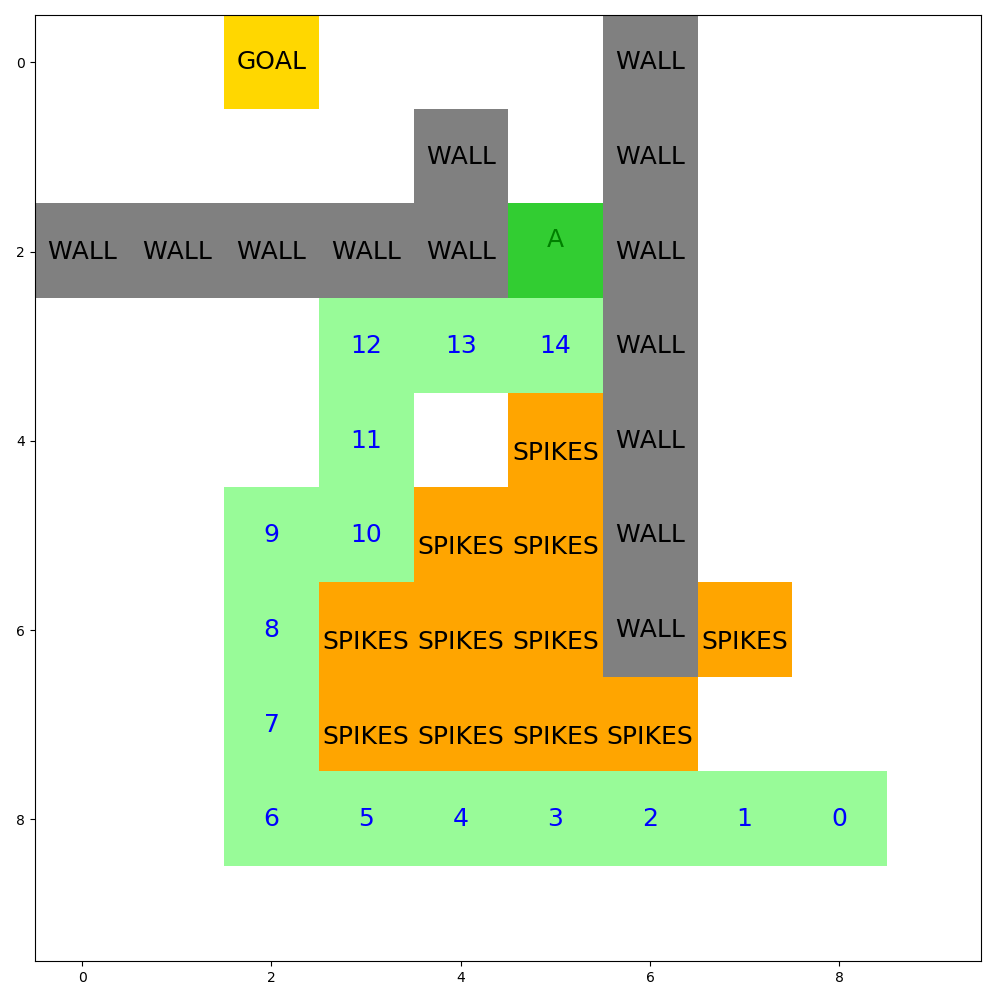 0 GOAL WALL
WALL WALL
2 WALL WALL WALL WALL WALL A WALL
12 13 14 WALL
4 11 SPIKES WALL
9 10 SPIKES SPIKES WALL
6 8 SPIKES SPIKES SPIKES WALL SPIKES
7 SPIKES SPIKES SPIKES SPIKES
8 6 5 4 3 2 1 0
0 2 4 6 8